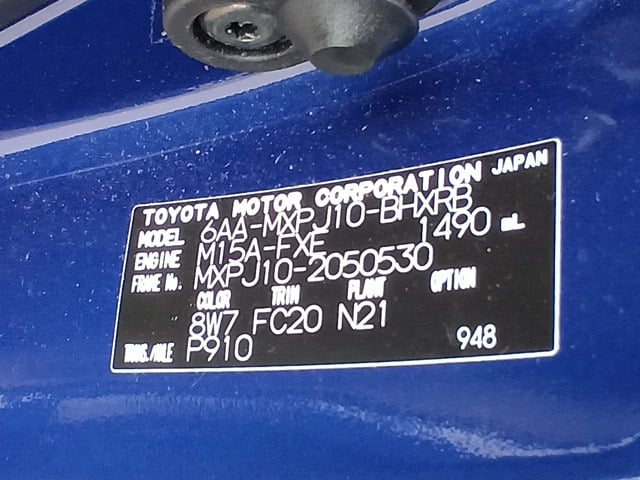 TOYOTA MOTOR CORPORATION JAPAN
MODEL 6AA-MXPJ10-BHXRB
ENGINE M15A-FXE 1490 mL
FRAME No. MXPJ10-2050530
COLOR TRIM PLANT OPTION
8W7 FC20 N21
TRANS./AXLE P910 948